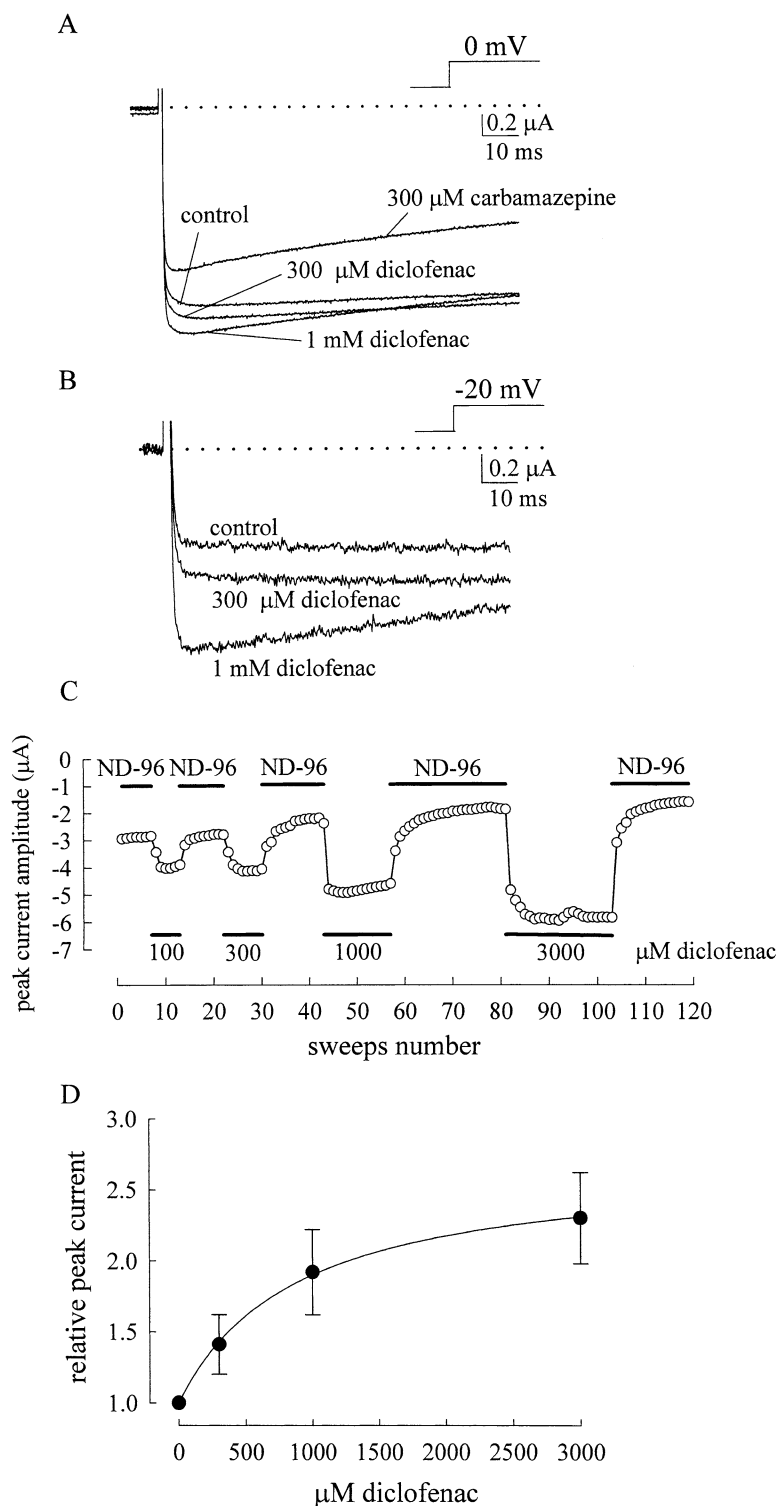 A
0 mV
0.2 μA
10 ms
300 μM carbamazepine
control
300 μM diclofenac
1 mM diclofenac
B
-20 mV
0.2 μA
10 ms
control
300 μM diclofenac
1 mM diclofenac
C
peak current amplitude (μA)
0
-1
-2
-3
-4
-5
-6
-7
ND-96 ND-96 ND-96 ND-96 ND-96
100 300 1000 3000 μM diclofenac
0 10 20 30 40 50 60 70 80 90 100 110 120
sweeps number
D
relative peak current
3.0
2.5
2.0
1.5
1.0
0 500 1000 1500 2000 2500 3000
μM diclofenac